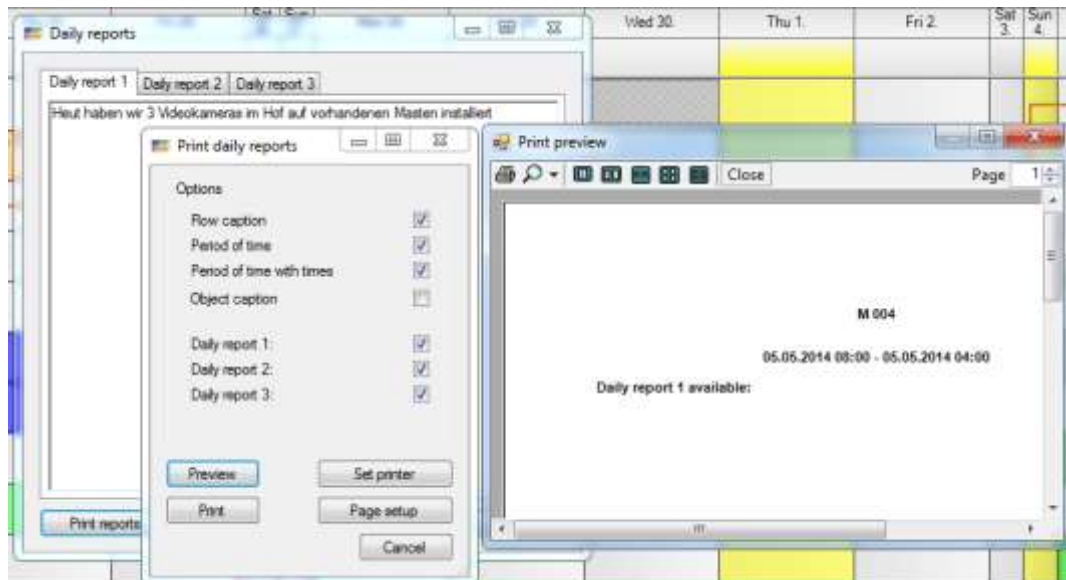 Wed 30.
Thu 1.
Fri 2.
Sat 3.
Sun 4.
Daily reports
Daily report 1
Daily report 2
Daily report 3
Heut haben wir 3 Videokameras im Hof auf vorhandenen Masten installiert
Print reports
Print daily reports
Options
Row caption
Period of time
Period of time with times
Object caption
Daily report 1:
Daily report 2:
Daily report 3:
Preview
Set printer
Print
Page setup
Cancel
Print preview
Close
Page 1
M 004
05.05.2014 08:00 - 05.05.2014 04:00
Daily report 1 available: